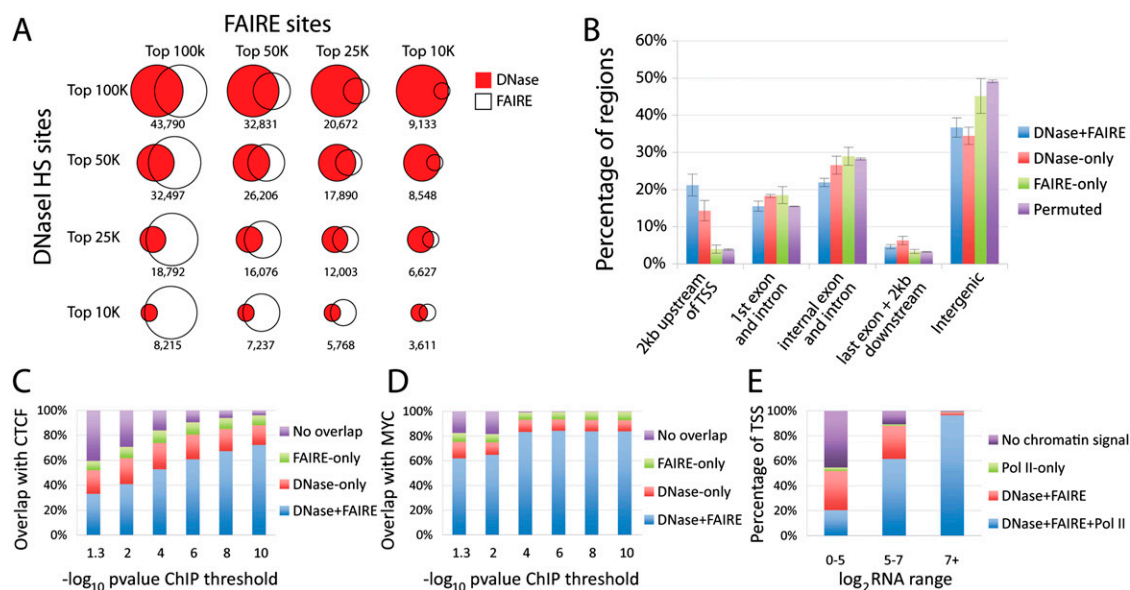 A
FAIRE sites
Top 100k Top 50K Top 25K Top 10K
DNaseI HS sites
Top 100K
43,790 32,831 20,672 9,133
Top 50K
32,497 26,206 17,890 8,548
Top 25K
18,792 16,076 12,003 6,627
Top 10K
8,215 7,237 5,768 3,611
DNase
FAIRE
B
Percentage of regions
60%
50%
40%
30%
20%
10%
0%
2kb upstream of TSS
1st exon and intron
internal exon and intron
last exon + 2kb downstream
Intergenic
DNase+FAIRE
DNase-only
FAIRE-only
Permuted
C
Overlap with CTCF
100%
80%
60%
40%
20%
0%
1.3 2 4 6 8 10
-log10 pvalue ChIP threshold
No overlap
FAIRE-only
DNase-only
DNase+FAIRE
D
Overlap with MYC
100%
80%
60%
40%
20%
0%
1.3 2 4 6 8 10
-log10 pvalue ChIP threshold
No overlap
FAIRE-only
DNase-only
DNase+FAIRE
E
Percentage of TSS
100%
80%
60%
40%
20%
0%
0-5 5-7 7+
log2RNA range
No chromatin signal
Pol II-only
DNase+FAIRE
DNase+FAIRE+Pol II